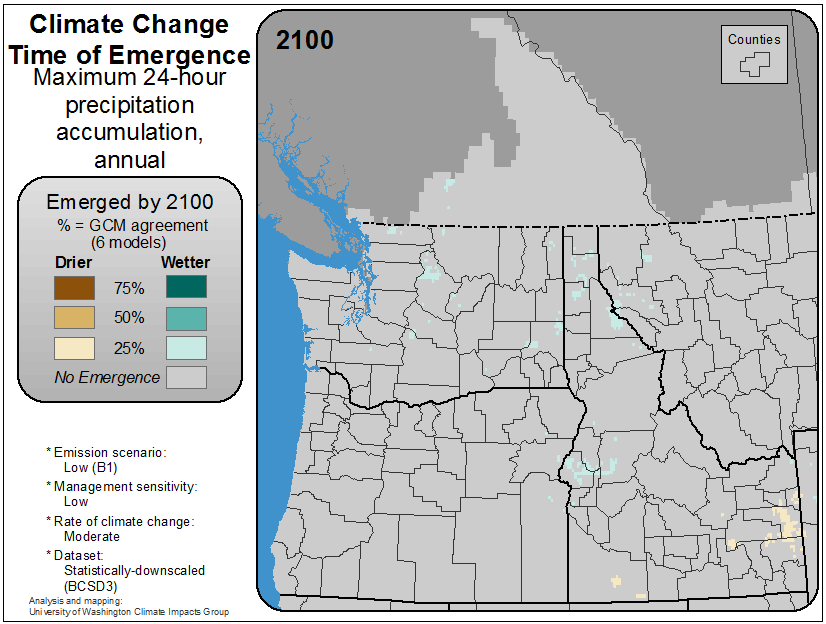 Climate Change
Time of Emergence
Maximum 24-hour
precipitation
accumulation,
annual
Emerged by 2100
% = GCM agreement
(6 models)
Drier Wetter
75%
50%
25%
No Emergence
* Emission scenario:
Low (B1)
* Management sensitivity:
Low
* Rate of climate change:
Moderate
* Dataset:
Statistically-downscaled
(BCSD3)
Analysis and mapping:
University of Washington Climate Impacts Group
2100
Counties